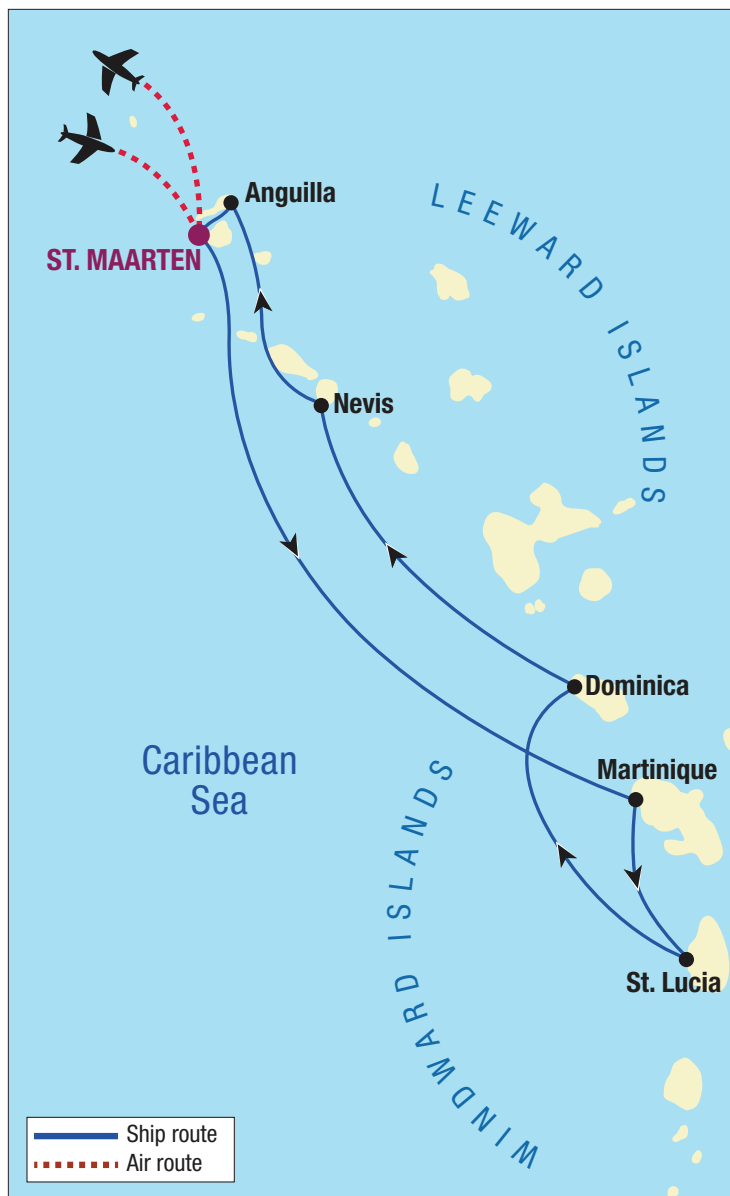 Anguilla
LEEWARD ISLANDS
ST. MAARTEN
Nevis
Dominica
Caribbean
Sea
Martinique
WINDWARD ISLANDS
St. Lucia
Ship route
Air route